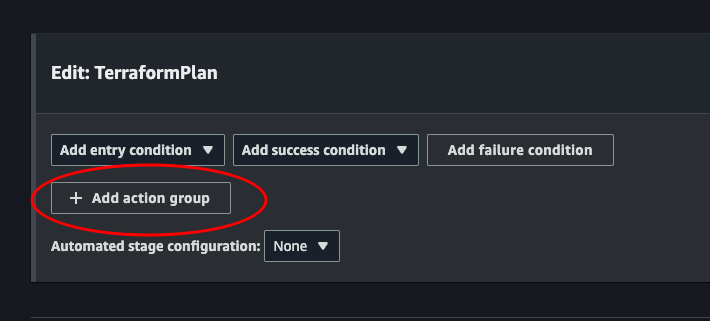 Edit: TerraformPlan
Add entry condition Add success condition Add failure condition
+ Add action group
Automated stage configuration: None